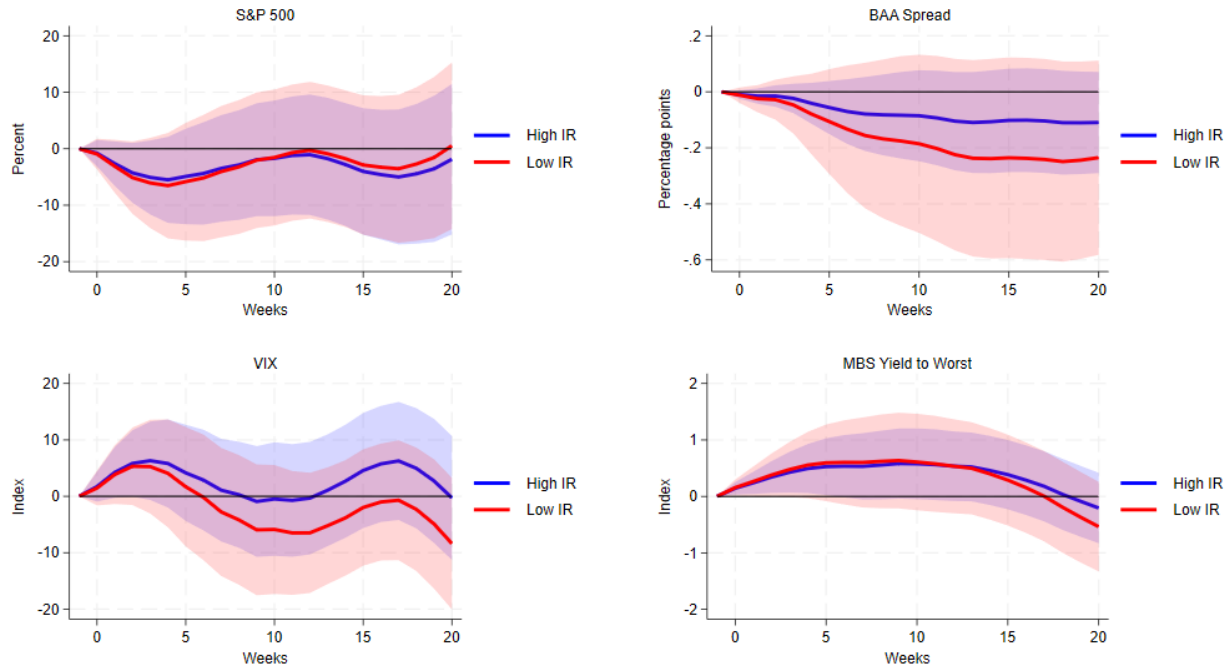 S&P 500
20
10
0
-10
-20
Percent
0 5 10 15 20
Weeks
High IR
Low IR
BAA Spread
.2
0
-.2
-.4
-.6
Percentage points
0 5 10 15 20
Weeks
High IR
Low IR
VIX
20
10
0
-10
-20
Index
0 5 10 15 20
Weeks
High IR
Low IR
MBS Yield to Worst
2
1
0
-1
-2
Index
0 5 10 15 20
Weeks
High IR
Low IR